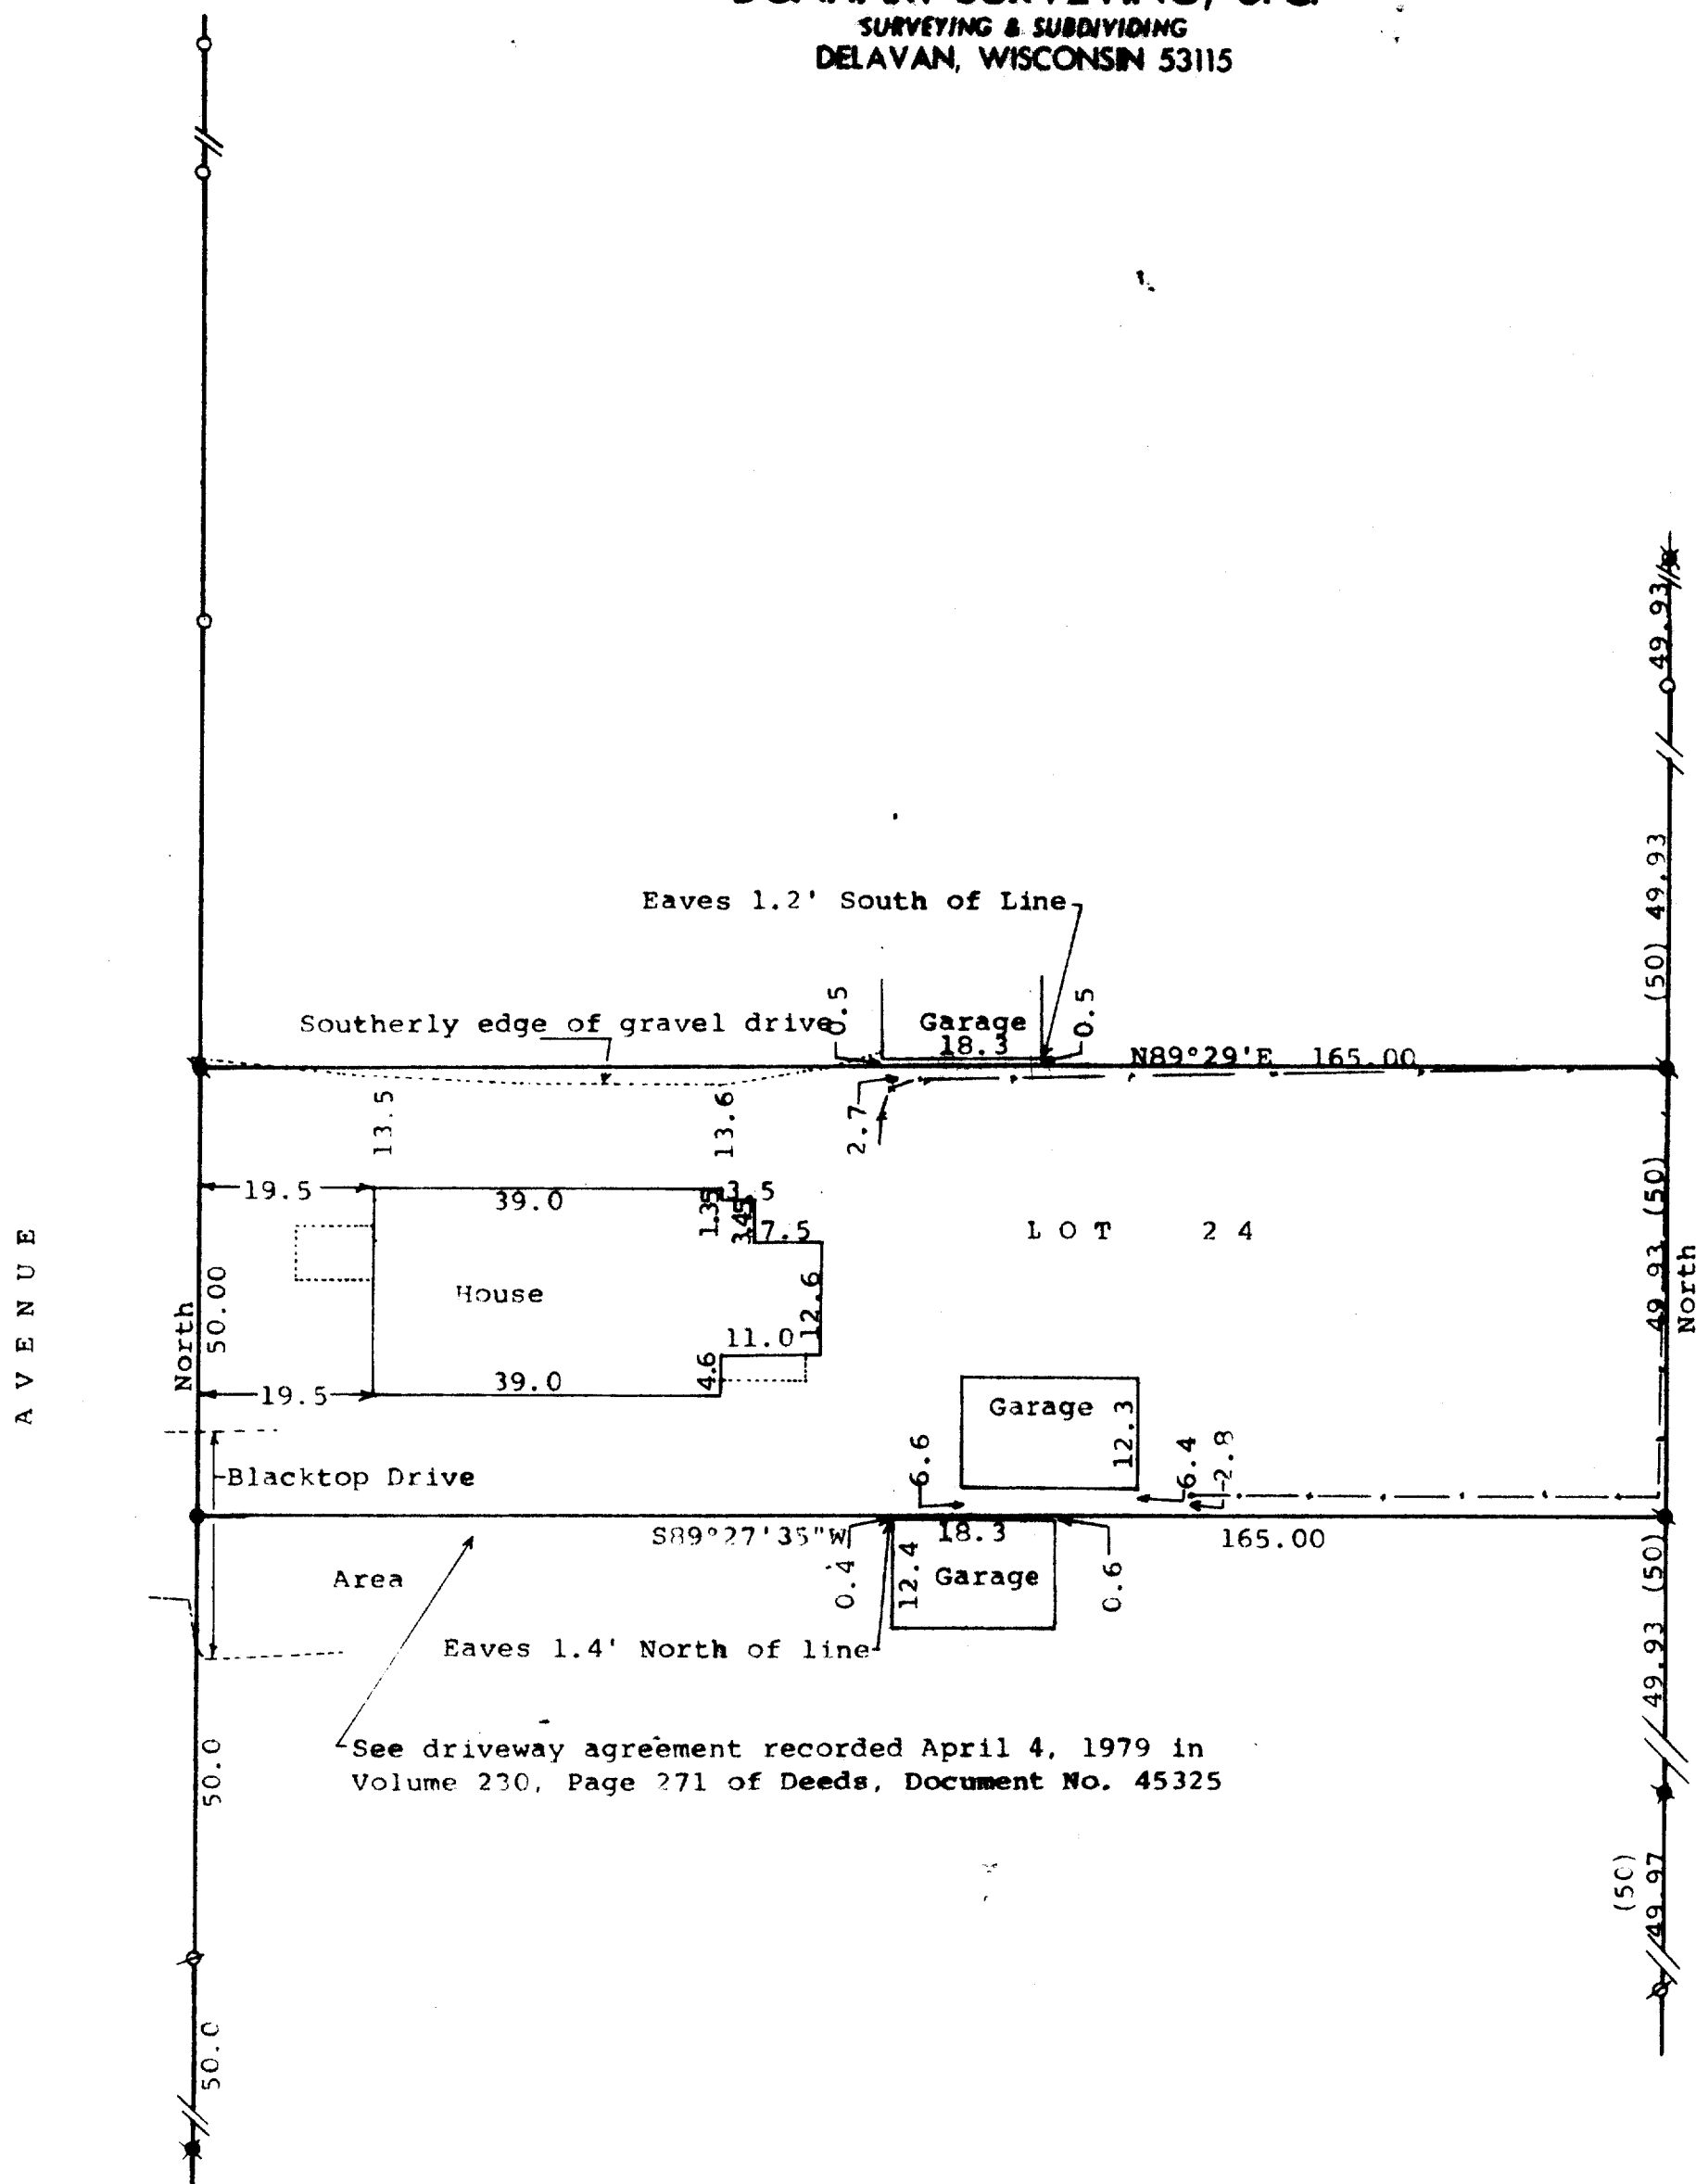 SURVEYING & SUBDIVIDING
DELAVAN, WISCONSIN 53115
49.93
(50) 49.93
Eaves 1.2' South of Line
Southerly edge of gravel drive
0.5
Garage
18.3
0.5
N89°29'E 165.00
13.5
13.6
2.7
19.5
39.0
1.35
3.5
3.45
7.5
LOT 24
49.93 (50)
North
AVENUE
North
50.00
House
12.6
11.0
4.6
19.5
39.0
Garage
12.3
6.6
6.4
2.8
Blacktop Drive
S89°27'35"W
18.3
165.00
Area
0.4
12.4
Garage
0.6
49.93 (50)
Eaves 1.4' North of line
50.0
See driveway agreement recorded April 4, 1979 in
Volume 230, Page 271 of Deeds, Document No. 45325
(50)
49.97
50.0